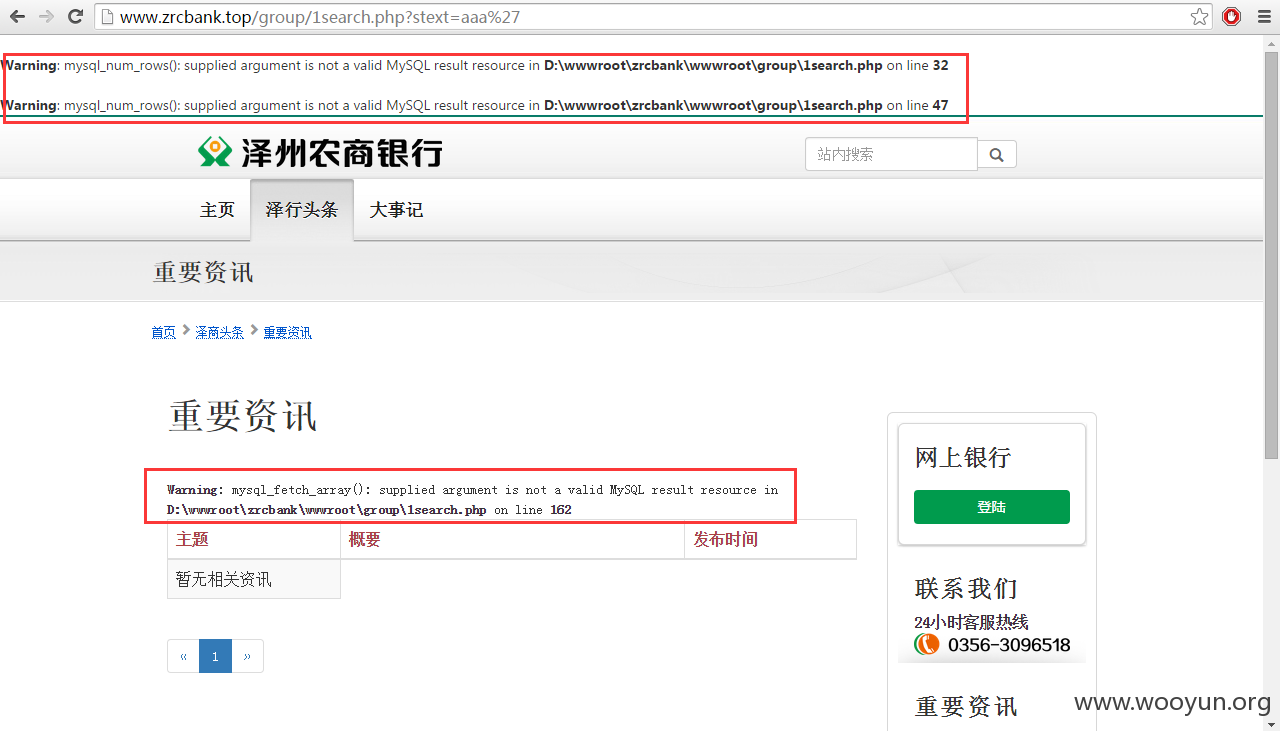 www.zrcbank.top/group/1search.php?stext=aaa%27
Warning: mysql_num_rows(): supplied argument is not a valid MySQL result resource in D:\wwwroot\zrcbank\wwwroot\group\1search.php on line 32
Warning: mysql_num_rows(): supplied argument is not a valid MySQL result resource in D:\wwwroot\zrcbank\wwwroot\group\1search.php on line 47
泽州农商银行
站内搜索
主页 泽行头条 大事记
重要资讯
首页 泽商头条 重要资讯
重要资讯
Warning: mysql_fetch_array(): supplied argument is not a valid MySQL result resource in
D:\wwwroot\zrcbank\wwwroot\group\1search.php on line 162
主题 概要 发布时间
暂无相关资讯
« 1 »
网上银行
登陆
联系我们
24小时客服热线
0356-3096518
重要资讯
www.wooyun.org